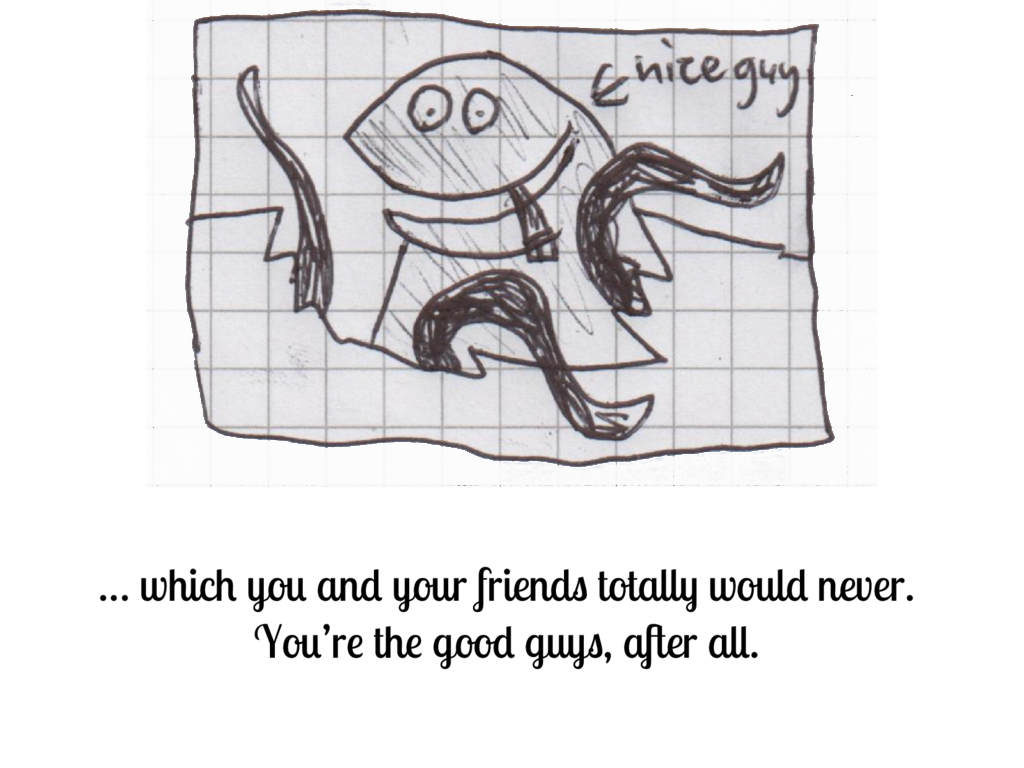 nice guy
... which you and your friends totally would never.
You're the good guys, after all.